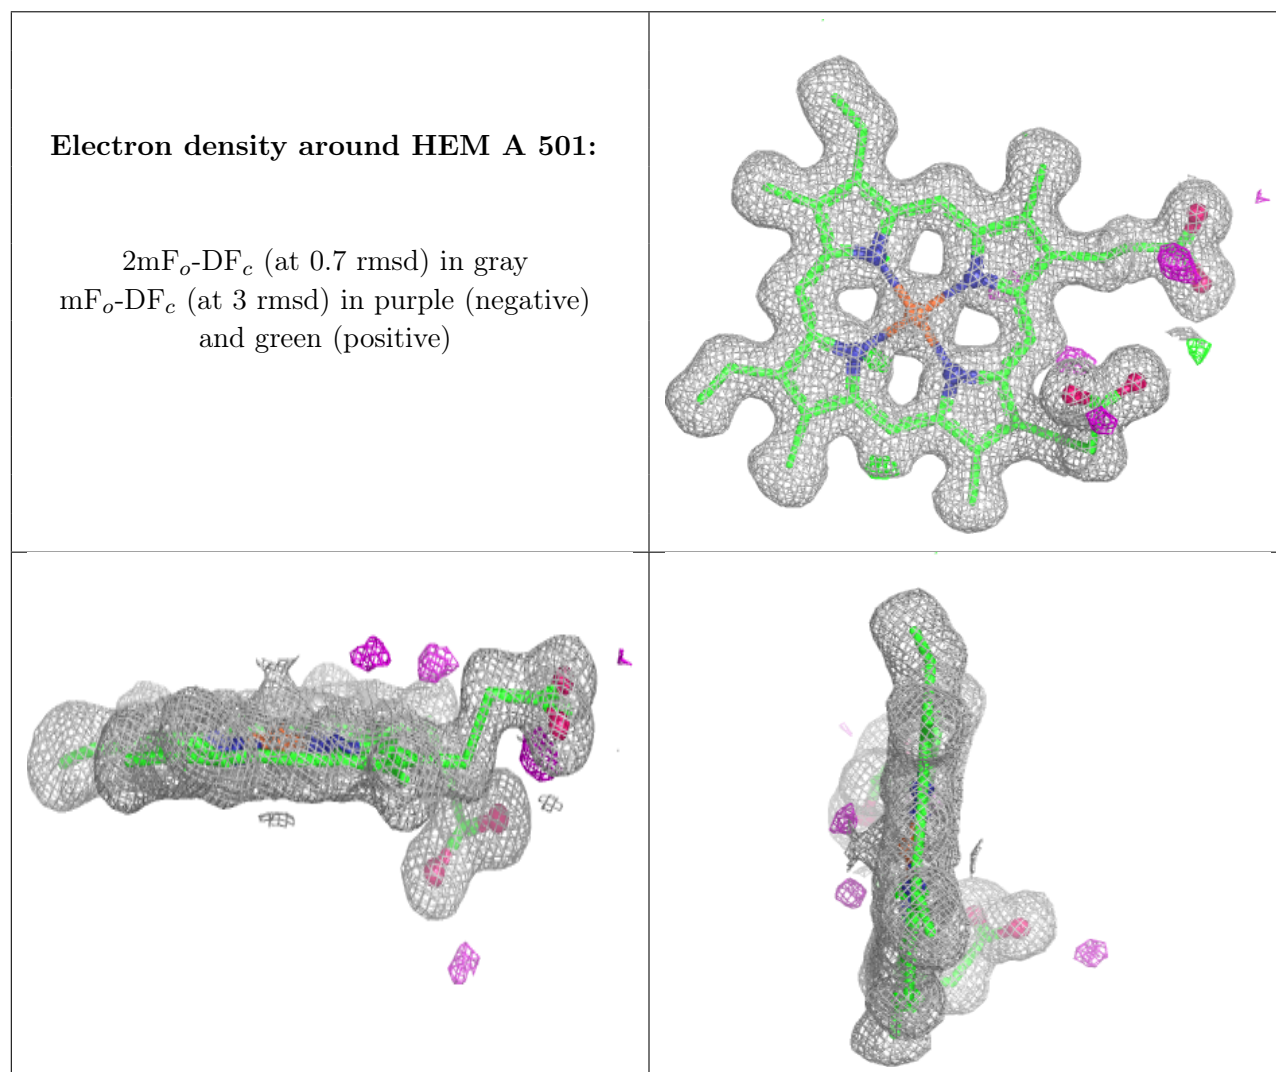 Electron density around HEM A 501:
2mFₒ-DF𝒸 (at 0.7 rmsd) in gray
mFₒ-DF𝒸 (at 3 rmsd) in purple (negative)
and green (positive)